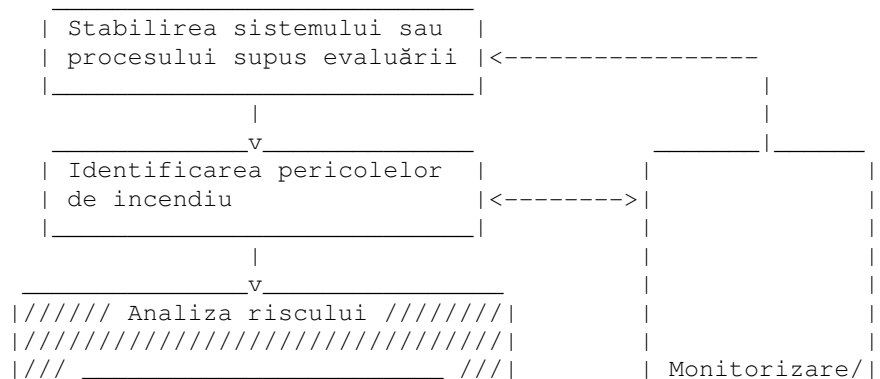 Stabilirea sistemului sau
procesului supus evaluării
Identificarea pericolelor
de incendiu
Analiza riscului
Monitorizare/